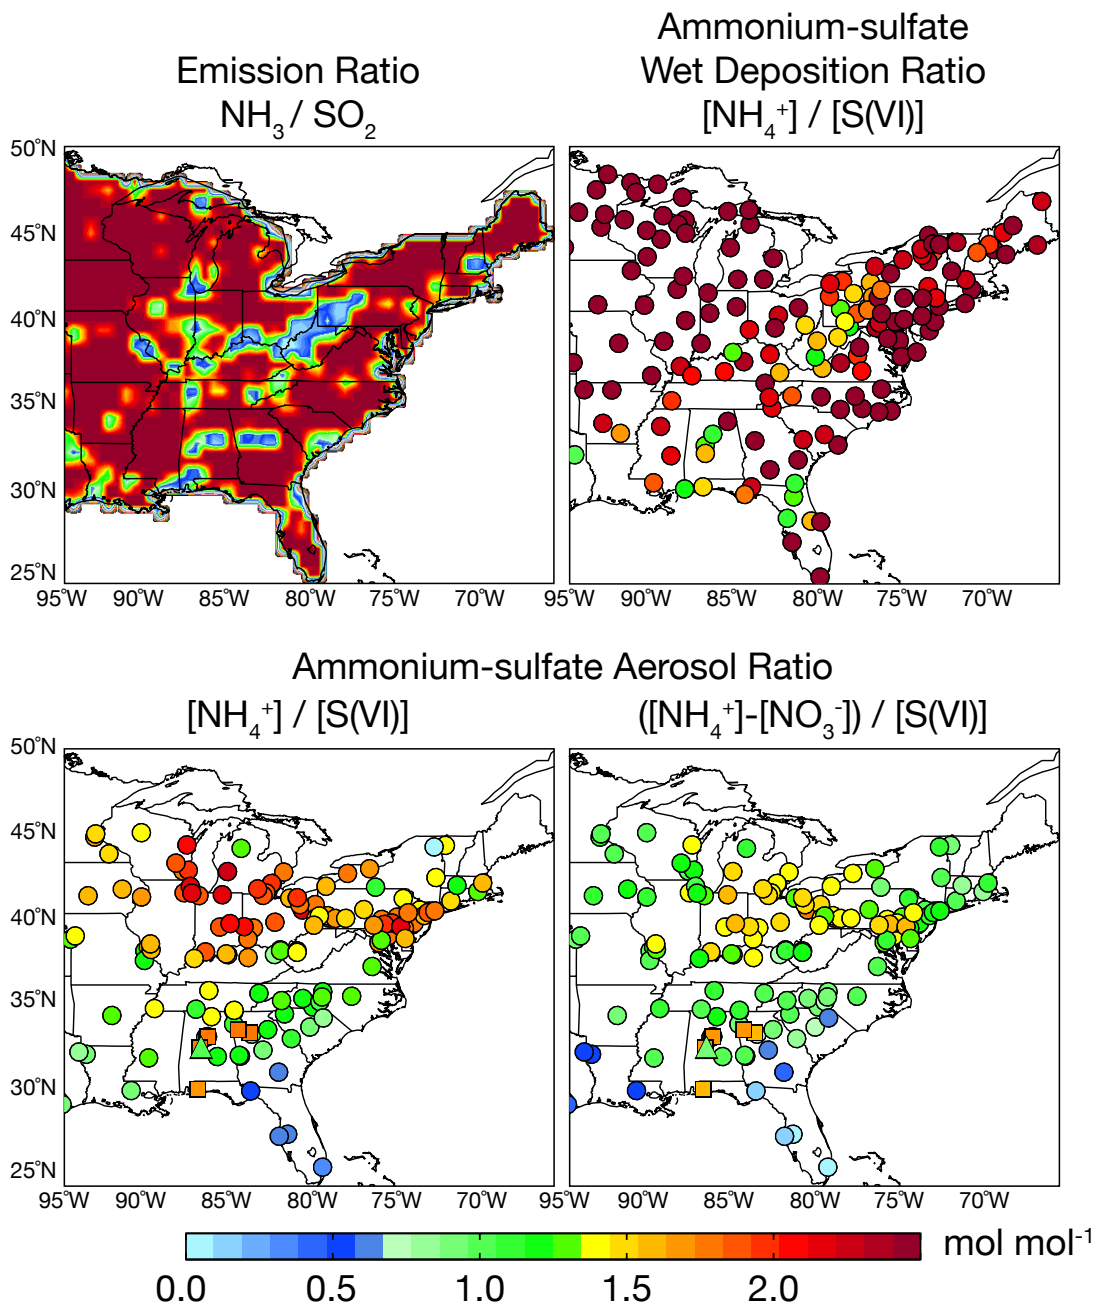 Ammonium-sulfate
Emission Ratio Wet Deposition Ratio
NH₃ / SO₂ [NH₄⁺] / [S(VI)]
50°N
45°N
40°N
35°N
30°N
25°N
95°W 90°W 85°W 80°W 75°W 70°W 95°W 90°W 85°W 80°W 75°W 70°W
Ammonium-sulfate Aerosol Ratio
[NH₄⁺] / [S(VI)] ([NH₄⁺]-[NO₃⁻]) / [S(VI)]
50°N
45°N
40°N
35°N
30°N
25°N
95°W 90°W 85°W 80°W 75°W 70°W 95°W 90°W 85°W 80°W 75°W 70°W
mol mol⁻¹
0.0 0.5 1.0 1.5 2.0